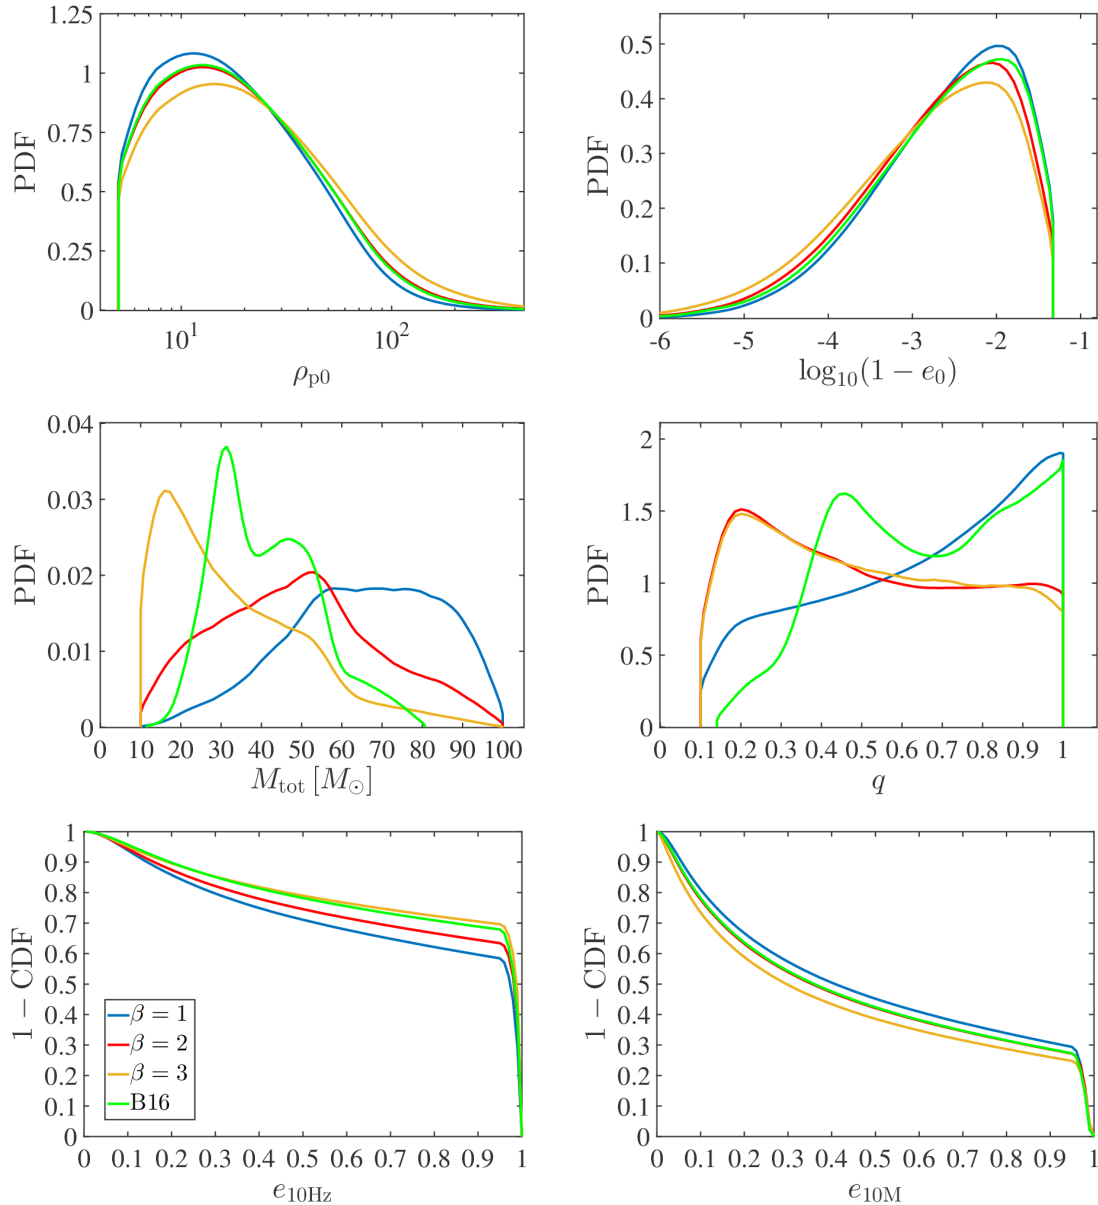 1.25
1
0.75
0.5
0.25
0
PDF
10^1
10^2
ρ_p0
0.5
0.4
0.3
0.2
0.1
0
PDF
-6 -5 -4 -3 -2 -1
log_10(1 − e_0)
0.04
0.03
0.02
0.01
0
PDF
0 10 20 30 40 50 60 70 80 90 100
M_tot [M_⊙]
2
1.5
1
0.5
0
PDF
0 0.1 0.2 0.3 0.4 0.5 0.6 0.7 0.8 0.9 1
q
1
0.9
0.8
0.7
0.6
0.5
0.4
0.3
0.2
0.1
0
1 − CDF
β = 1
β = 2
β = 3
B16
0 0.1 0.2 0.3 0.4 0.5 0.6 0.7 0.8 0.9 1
e_10Hz
1
0.9
0.8
0.7
0.6
0.5
0.4
0.3
0.2
0.1
0
1 − CDF
0 0.1 0.2 0.3 0.4 0.5 0.6 0.7 0.8 0.9 1
e_10M